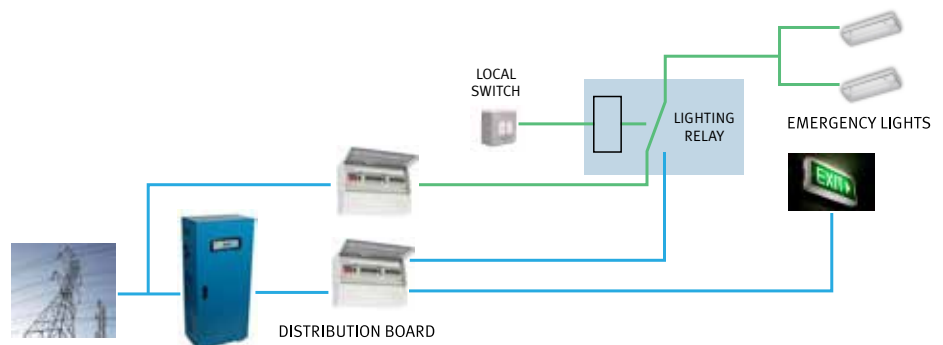 LOCAL
SWITCH
LIGHTING
RELAY
EMERGENCY LIGHTS
EXIT
DISTRIBUTION BOARD